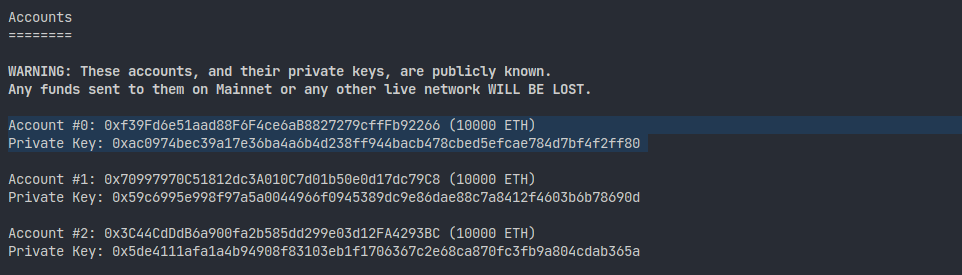 Accounts
========
WARNING: These accounts, and their private keys, are publicly known.
Any funds sent to them on Mainnet or any other live network WILL BE LOST.
Account #0: 0xf39Fd6e51aad88F6F4ce6aB8827279cffFb92266 (10000 ETH)
Private Key: 0xac0974bec39a17e36ba4a6b4d238ff944bacb478cbed5efcae784d7bf4f2ff80
Account #1: 0x70997970C51812dc3A010C7d01b50e0d17dc79C8 (10000 ETH)
Private Key: 0x59c6995e998f97a5a0044966f0945389dc9e86dae88c7a8412f4603b6b78690d
Account #2: 0x3C44CdDdB6a900fa2b585dd299e03d12FA4293BC (10000 ETH)
Private Key: 0x5de4111afa1a4b94908f83103eb1f1706367c2e68ca870fc3fb9a804cdab365a